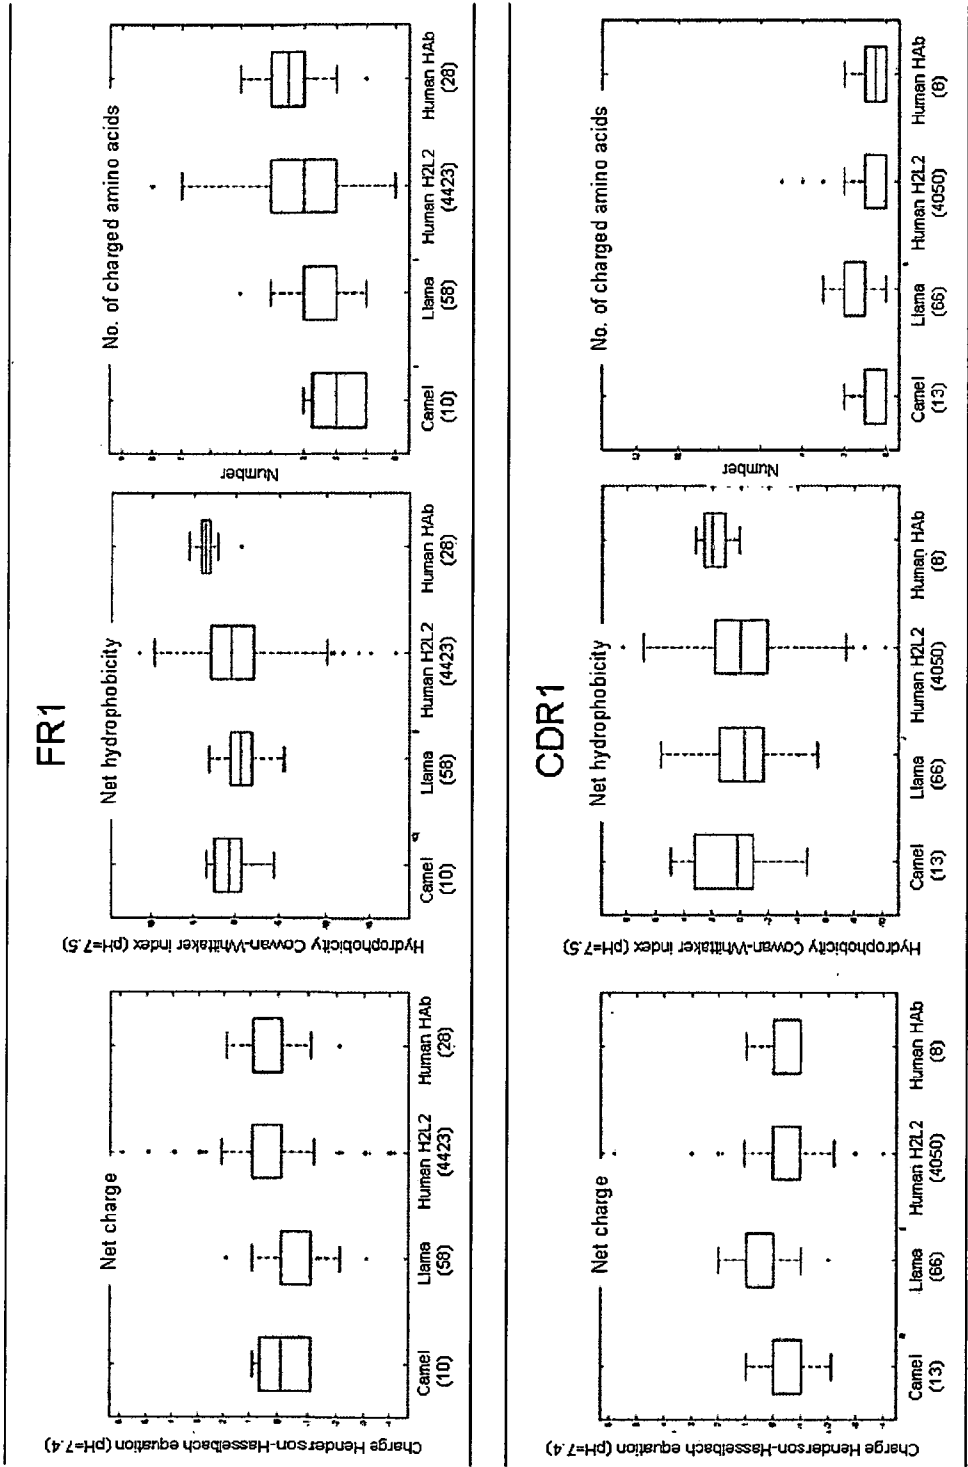 FR1
Net charge
Charge Henderson-Hasselbach equation (pH=7.4)
Camel
(10)
Llama
(58)
Human H2L2
(4423)
Human HAb
(28)
Net hydrophobicity
Hydrophobicity Cowan-Whittaker index (pH=7.5)
Camel
(10)
Llama
(58)
Human H2L2
(4423)
Human HAb
(28)
No. of charged amino acids
Number
Camel
(10)
Llama
(58)
Human H2L2
(4423)
Human HAb
(28)
CDR1
Net charge
Charge Henderson-Hasselbach equation (pH=7.4)
Camel
(13)
Llama
(66)
Human H2L2
(4050)
Human HAb
(8)
Net hydrophobicity
Hydrophobicity Cowan-Whittaker index (pH=7.5)
Camel
(13)
Llama
(66)
Human H2L2
(4050)
Human HAb
(8)
No. of charged amino acids
Number
Camel
(13)
Llama
(66)
Human H2L2
(4050)
Human HAb
(8)